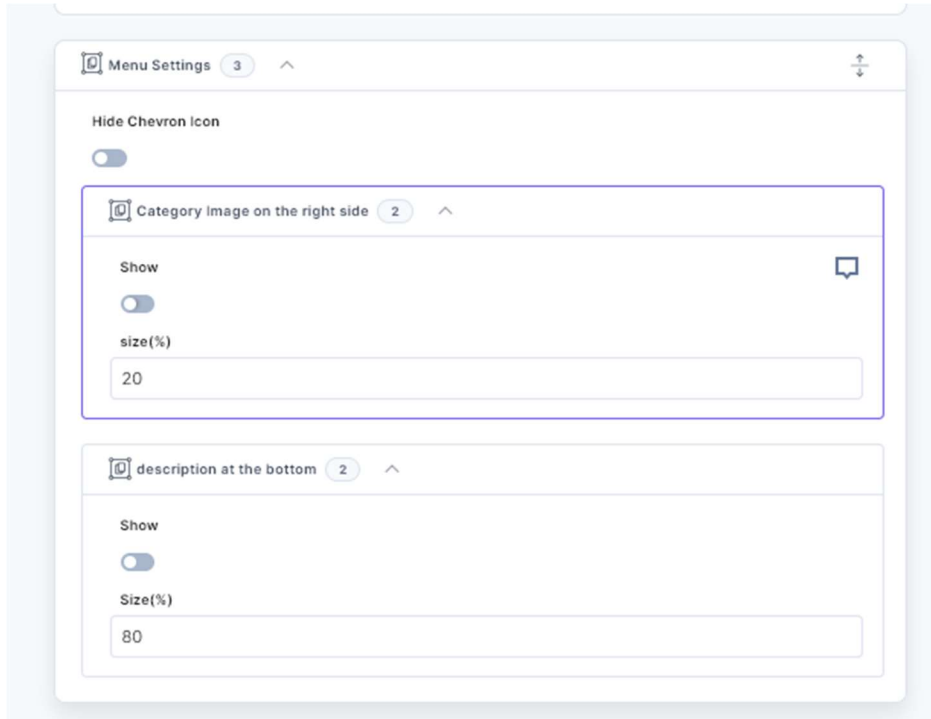 Menu Settings 3
Hide Chevron Icon
Category Image on the right side 2
Show
size(%)
20
description at the bottom 2
Show
Size(%)
80